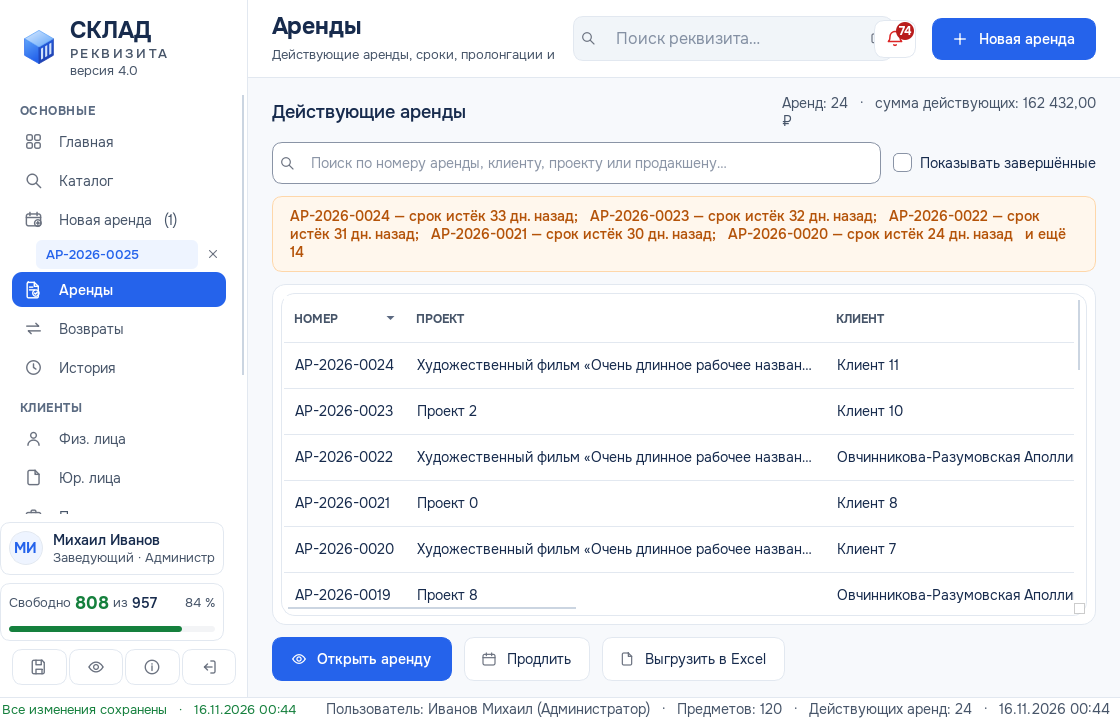 СКЛАД
РЕКВИЗИТА
версия 4.0
ОСНОВНЫЕ
Главная
Каталог
Новая аренда (1)
АР-2026-0025
Аренды
Возвраты
История
КЛИЕНТЫ
Физ. лица
Юр. лица
МИ
Михаил Иванов
Заведующий · Администр
Свободно 808 из 957 84 %
Аренды
Действующие аренды, сроки, пролонгации и
Поиск реквизита...
74
Новая аренда
Действующие аренды
Аренд: 24 · сумма действующих: 162 432,00
₽
Поиск по номеру аренды, клиенту, проекту или продакшену...
Показывать завершённые
АР-2026-0024 — срок истёк 33 дн. назад; АР-2026-0023 — срок истёк 32 дн. назад; АР-2026-0022 — срок
истёк 31 дн. назад; АР-2026-0021 — срок истёк 30 дн. назад; АР-2026-0020 — срок истёк 24 дн. назад и ещё
14
НОМЕР ПРОЕКТ КЛИЕНТ
АР-2026-0024 Художественный фильм «Очень длинное рабочее назван... Клиент 11
АР-2026-0023 Проект 2 Клиент 10
АР-2026-0022 Художественный фильм «Очень длинное рабочее назван... Овчинникова-Разумовская Аполли
АР-2026-0021 Проект 0 Клиент 8
АР-2026-0020 Художественный фильм «Очень длинное рабочее назван... Клиент 7
АР-2026-0019 Проект 8 Овчинникова-Разумовская Аполли
Открыть аренду
Продлить
Выгрузить в Excel
Все изменения сохранены · 16.11.2026 00:44
Пользователь: Иванов Михаил (Администратор) · Предметов: 120 · Действующих аренд: 24 · 16.11.2026 00:44